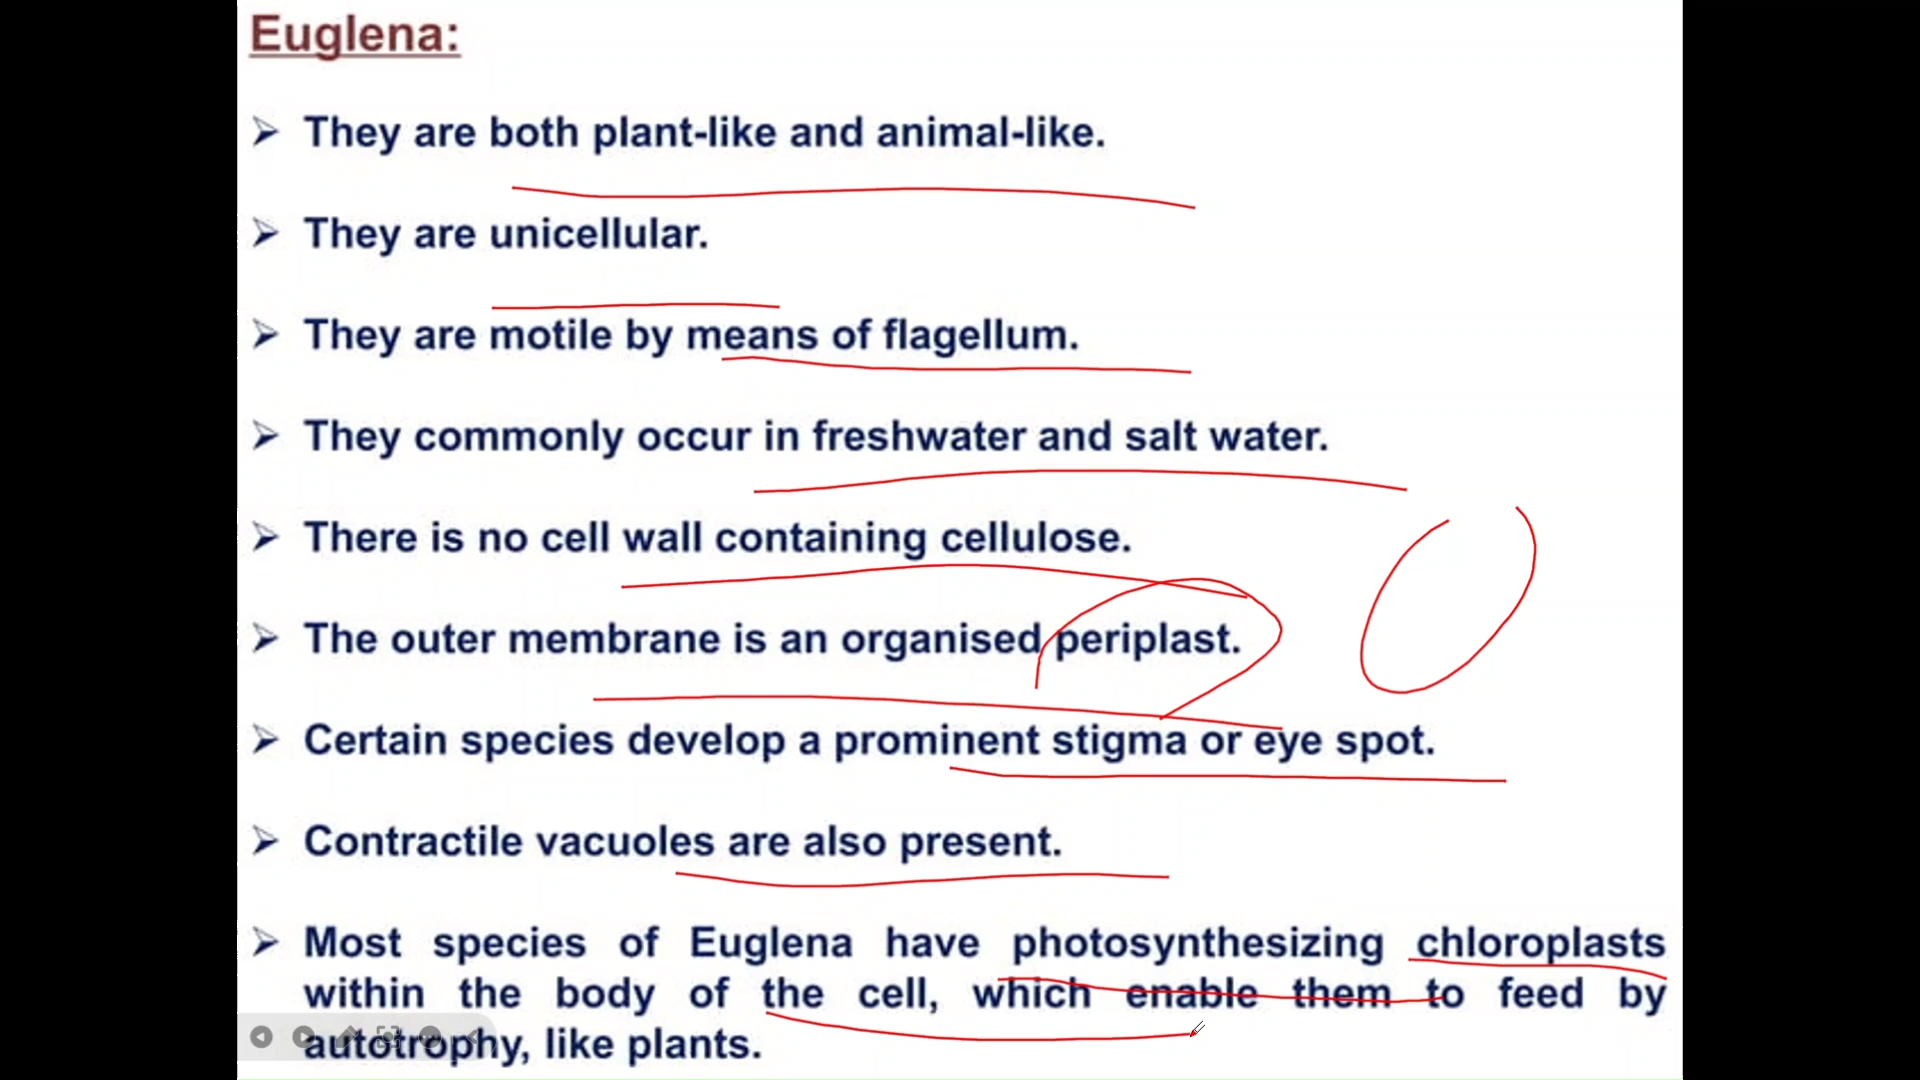 Euglena:
➢ They are both plant-like and animal-like.
➢ They are unicellular.
➢ They are motile by means of flagellum.
➢ They commonly occur in freshwater and salt water.
➢ There is no cell wall containing cellulose.
➢ The outer membrane is an organised periplast.
➢ Certain species develop a prominent stigma or eye spot.
➢ Contractile vacuoles are also present.
➢ Most species of Euglena have photosynthesizing chloroplasts
within the body of the cell, which enable them to feed by
autotrophy, like plants.